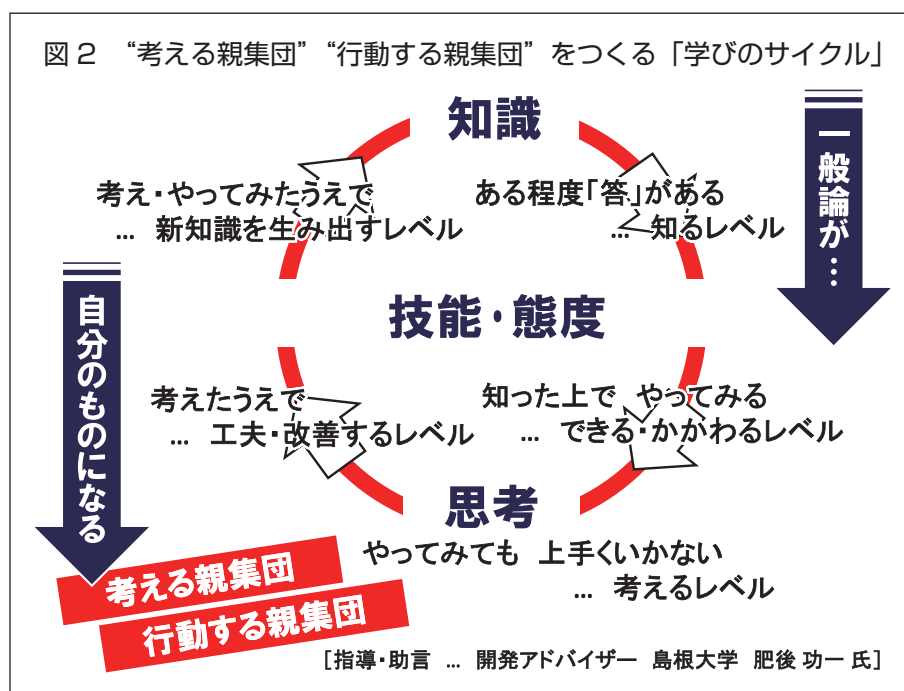 図2 “考える親集団”“行動する親集団”をつくる「学びのサイクル」
知識
一般論が…
考え・やってみたうえで
… 新知識を生み出すレベル
ある程度「答」がある
… 知るレベル
技能・態度
自分のものになる
考えたうえで
… 工夫・改善するレベル
知った上で やってみる
… できる・かかわるレベル
思考
やってみても 上手くいかない
… 考えるレベル
考える親集団
行動する親集団
［指導・助言 … 開発アドバイザー 島根大学 肥後 功一 氏］